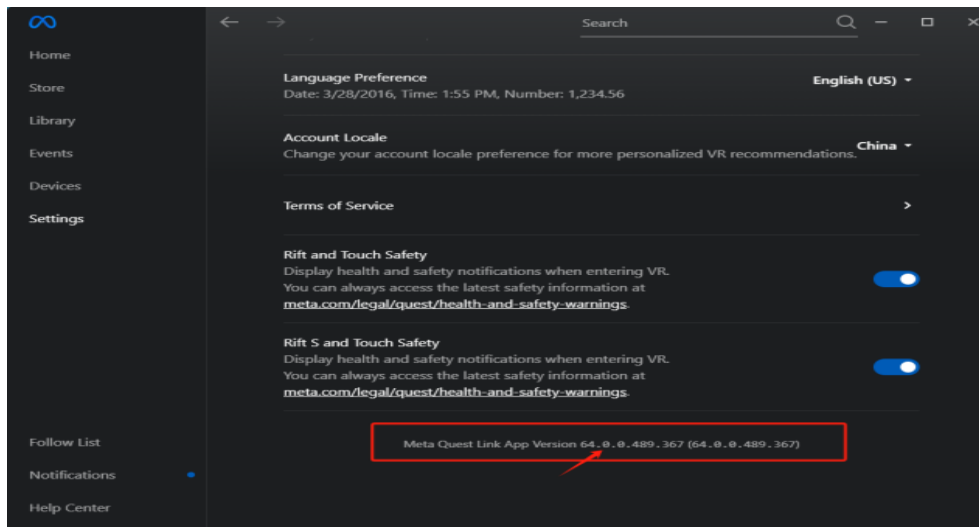 Search
Home
Store
Library
Events
Devices
Settings
Follow List
Notifications
Help Center
Language Preference
English (US)
Date: 3/28/2016, Time: 1:55 PM, Number: 1,234.56
Account Locale
China
Change your account locale preference for more personalized VR recommendations.
Terms of Service
Rift and Touch Safety
Display health and safety notifications when entering VR.
You can always access the latest safety information at
meta.com/legal/quest/health-and-safety-warnings.
Rift S and Touch Safety
Display health and safety notifications when entering VR.
You can always access the latest safety information at
meta.com/legal/quest/health-and-safety-warnings.
Meta Quest Link App Version 64.0.0.489.367 (64.0.0.489.367)